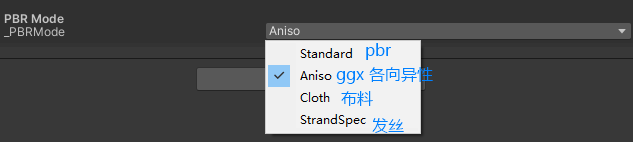 PBR Mode
_PBRMode Aniso
Standard pbr
Aniso ggx 各向异性
Cloth 布料
StrandSpec 发丝